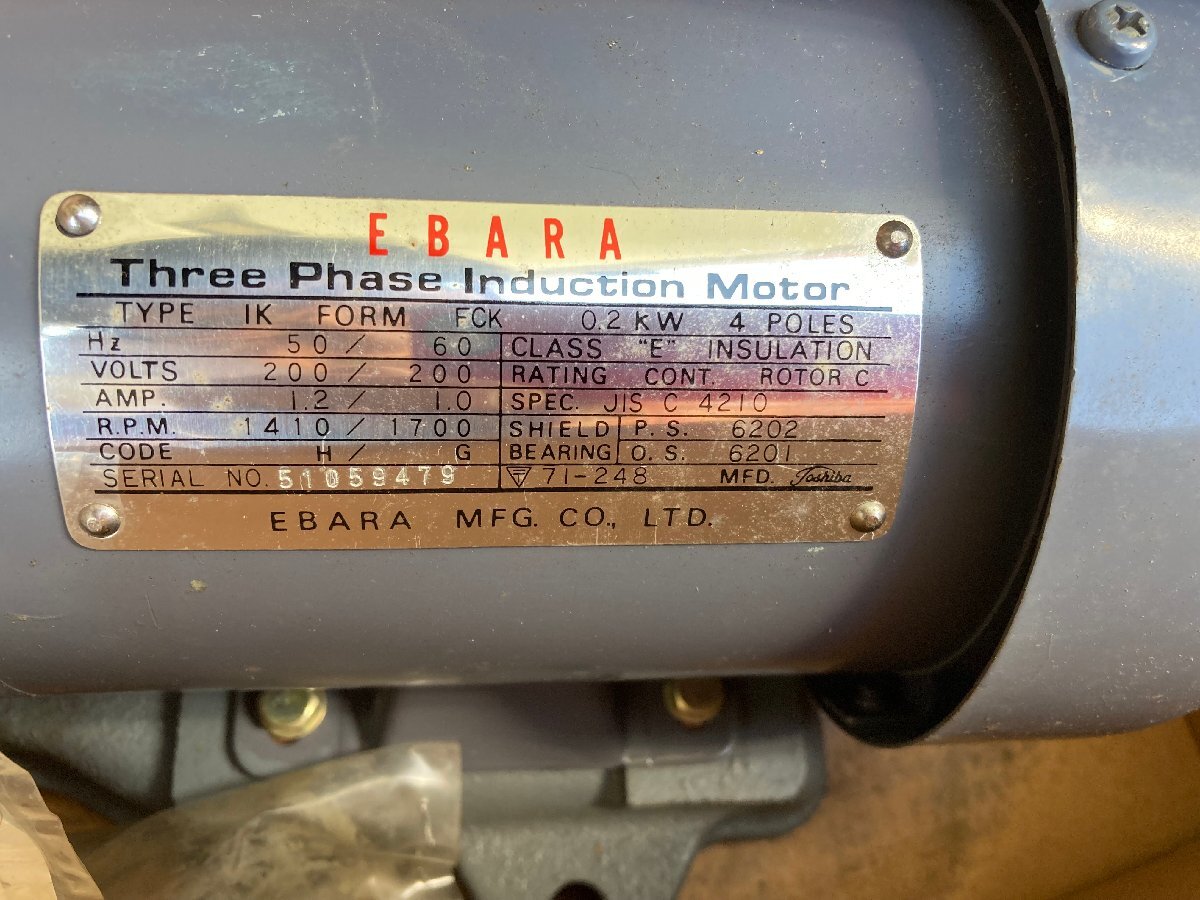 EBARA
Three Phase Induction Motor
TYPE IK FORM FCK 0.2 kW 4 POLES
Hz 50 / 60 CLASS "E" INSULATION
VOLTS 200 / 200 RATING CONT. ROTOR C
AMP. 1.2 / 1.0 SPEC. JIS C 4210
R.P.M. 1410 / 1700 SHIELD P. S. 6202
CODE H / G BEARING O. S. 6201
SERIAL NO. 51059479 71-248 MFD. Toshiba
EBARA MFG. CO., LTD.